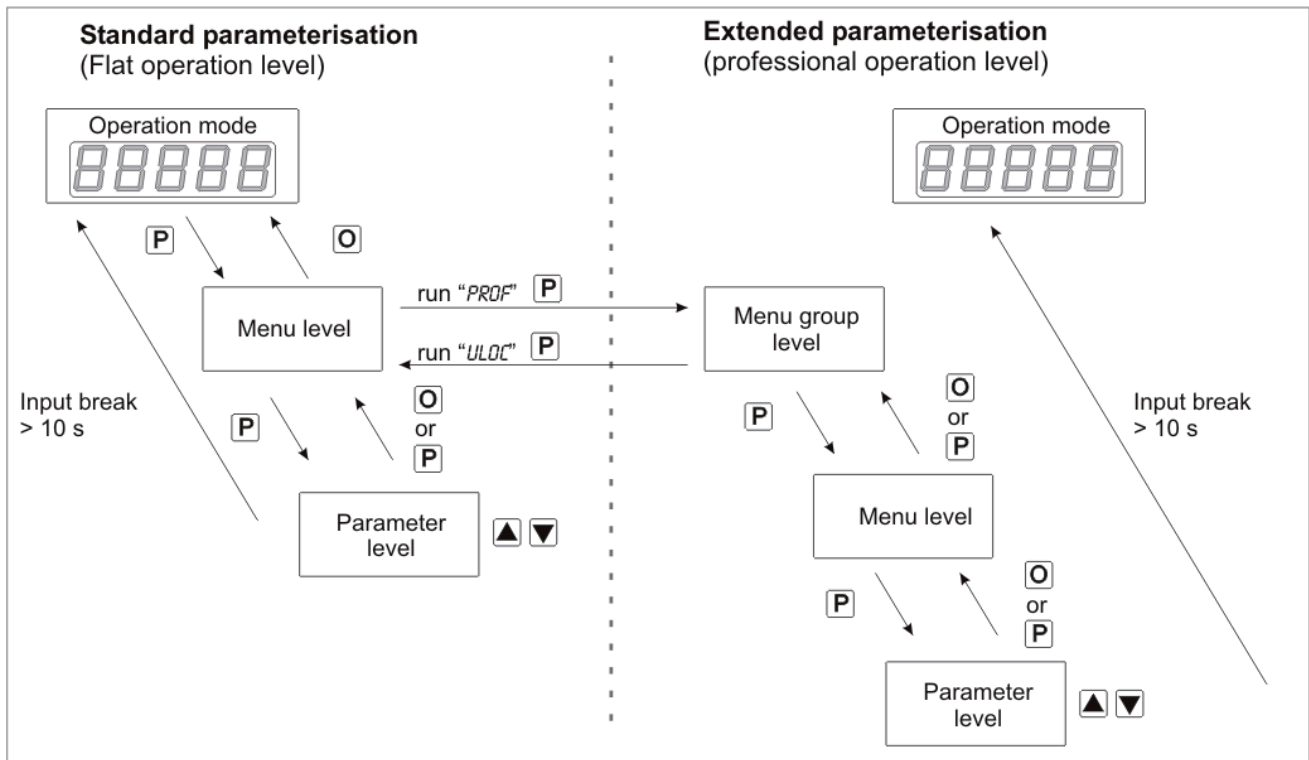 Standard parameterisation
(Flat operation level)
Operation mode
88888
P
O
Menu level
run “PROF” P
run “ULOC” P
Input break
> 10 s
P
O
or
P
Parameter
level
▲ ▼
Extended parameterisation
(professional operation level)
Operation mode
88888
Menu group
level
P
O
or
P
Input break
> 10 s
Menu level
P
O
or
P
Parameter
level
▲ ▼